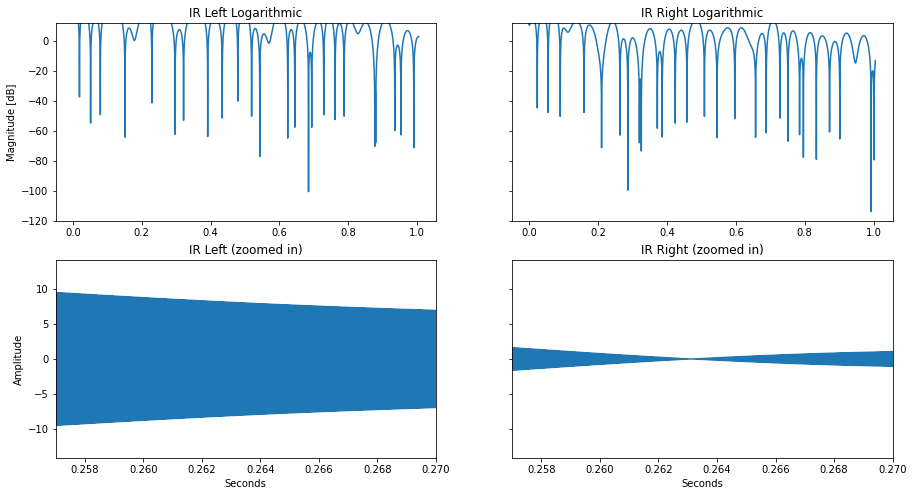 IR Left Logarithmic
IR Right Logarithmic
Magnitude [dB]
0
−20
−40
−60
−80
−100
−120
0.0 0.2 0.4 0.6 0.8 1.0
0.0 0.2 0.4 0.6 0.8 1.0
IR Left (zoomed in)
IR Right (zoomed in)
Amplitude
10
5
0
−5
−10
0.258 0.260 0.262 0.264 0.266 0.268 0.270
0.258 0.260 0.262 0.264 0.266 0.268 0.270
Seconds
Seconds